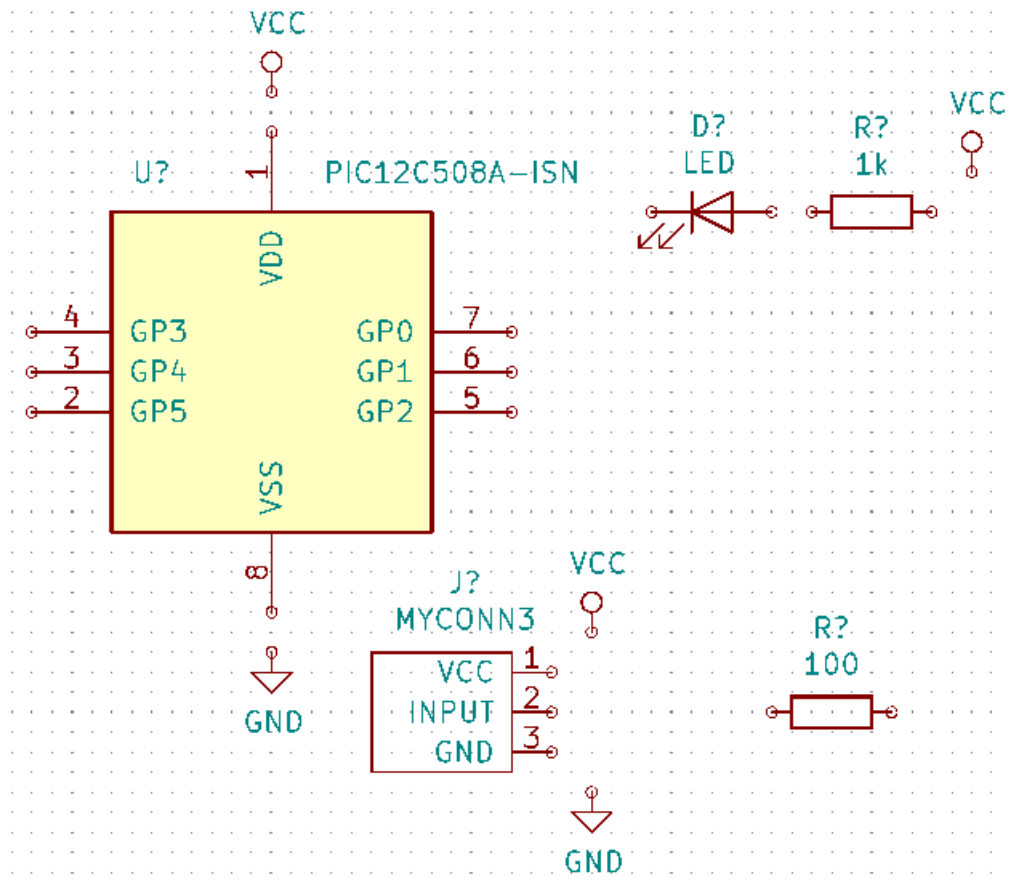 VCC
VCC
D?
R?
LED
1k
U?
1
PIC12C508A-ISN
VDD
4
GP3
GP0
7
3
GP4
GP1
6
2
GP5
GP2
5
VSS
8
GND
J?
MYCONN3
VCC
VCC
1
INPUT
2
GND
3
GND
R?
100